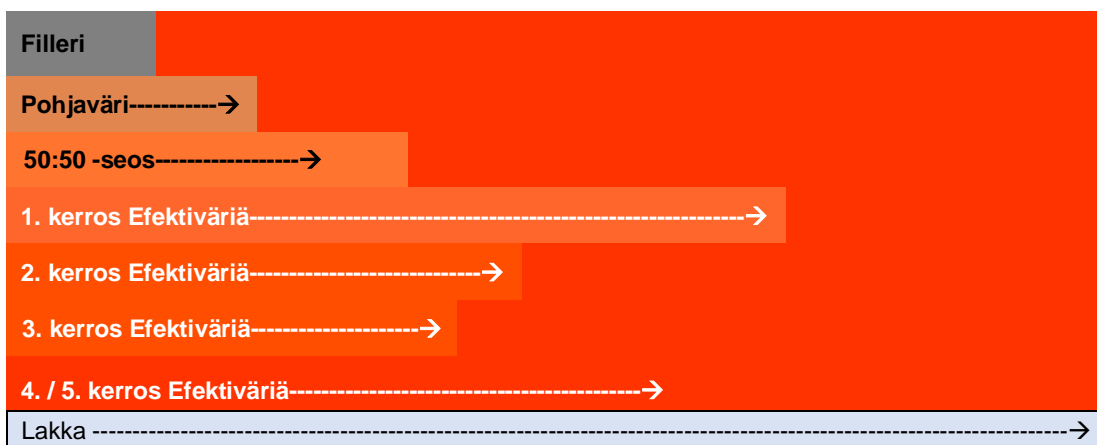 Filleri
Pohjaväri-----------→
50:50 -seos------------------→
1. kerros Efektiväriä---------------------------------------------------------------→
2. kerros Efektiväriä-----------------------------→
3. kerros Efektiväriä---------------------→
4. / 5. kerros Efektiväriä---------------------------------------------→
Lakka ----------------------------------------------------------------------------------------------------------------------------→